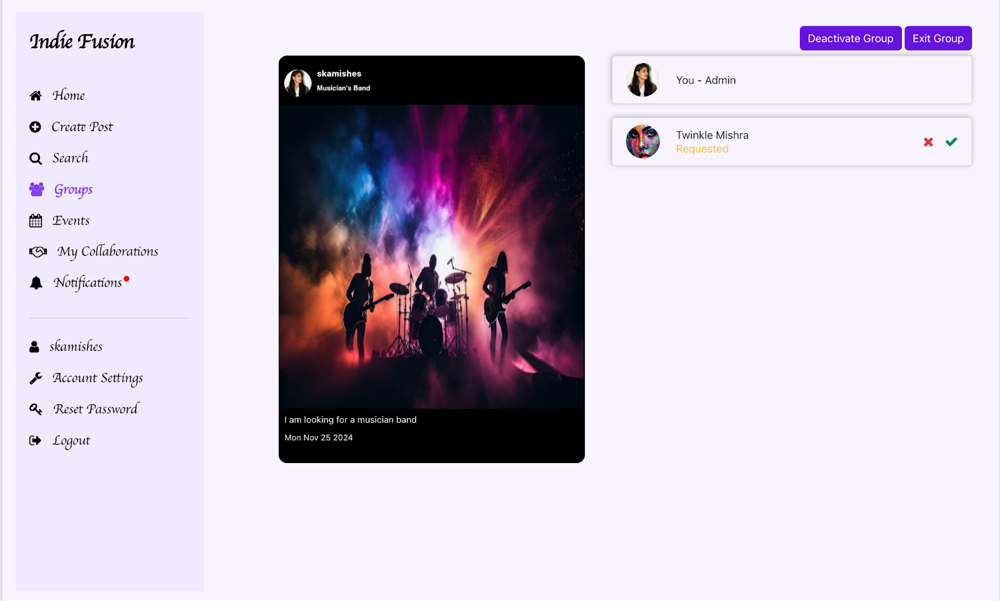 Indie Fusion
Home
Create Post
Search
Groups
Events
My Collaborations
Notifications
skamishes
Account Settings
Reset Password
Logout
skamishes
Musician's Band
I am looking for a musician band
Mon Nov 25 2024
Deactivate Group
Exit Group
You - Admin
Twinkle Mishra
Requested